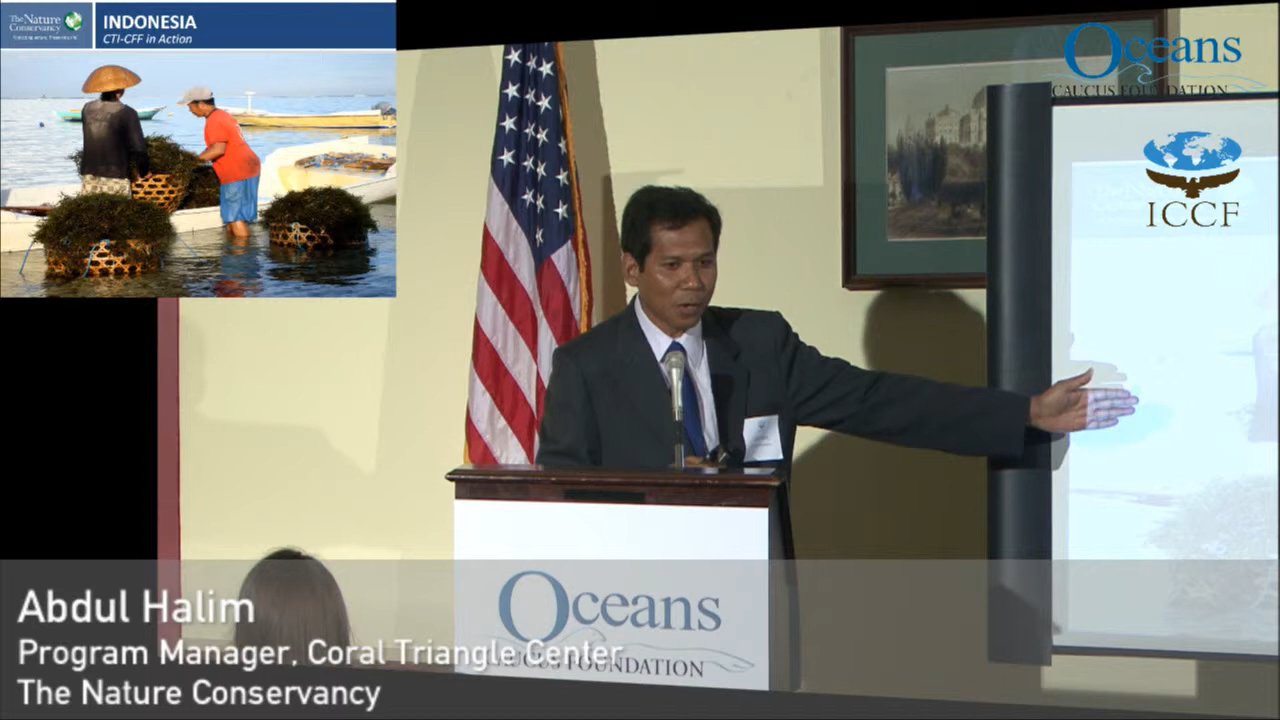 The Nature
Conservancy
INDONESIA
CTI-CFF in Action
Oceans
CAUCUS FOUNDATION
ICCF
Oceans
CAUCUS FOUNDATION
Abdul Halim
Program Manager, Coral Triangle Center
The Nature Conservancy